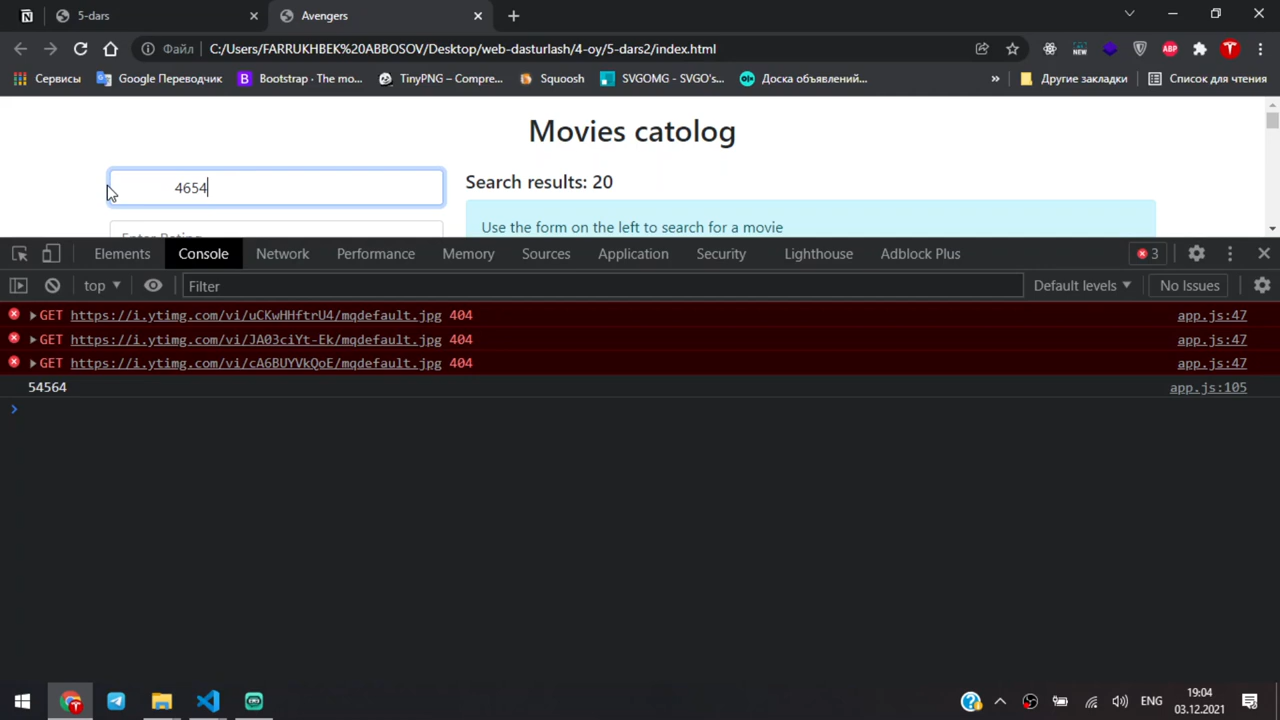 5-dars
Avengers
Файл C:/Users/FARRUKHBEK%20ABBOSOV/Desktop/web-dasturlash/4-oy/5-dars2/index.html
NEW
ABP
Сервисы Google Переводчик Bootstrap · The mo... TinyPNG – Compre... Squoosh SVGOMG - SVGO's... Доска объявлений... » Другие закладки Список для чтения
Movies catolog
4654
Search results: 20
Use the form on the left to search for a movie
Enter Rating
Elements Console Network Performance Memory Sources Application Security Lighthouse Adblock Plus 3
top Filter Default levels No Issues
GET https://i.ytimg.com/vi/uCKwHHftrU4/mqdefault.jpg 404 app.js:47
GET https://i.ytimg.com/vi/JA03ciYt-Ek/mqdefault.jpg 404 app.js:47
GET https://i.ytimg.com/vi/cA6BUYVkQoE/mqdefault.jpg 404 app.js:47
54564 app.js:105
ENG
19:04
03.12.2021